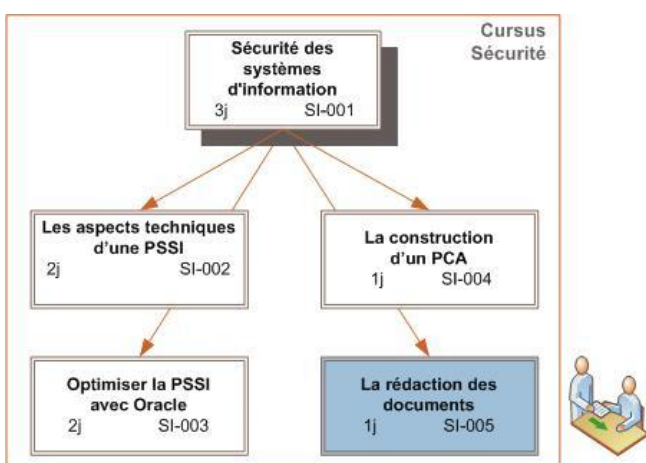 Cursus
Sécurité
Sécurité des
systèmes
d'information
3j SI-001
Les aspects techniques
d’une PSSI
2j SI-002
La construction
d’un PCA
1j SI-004
Optimiser la PSSI
avec Oracle
2j SI-003
La rédaction des
documents
1j SI-005